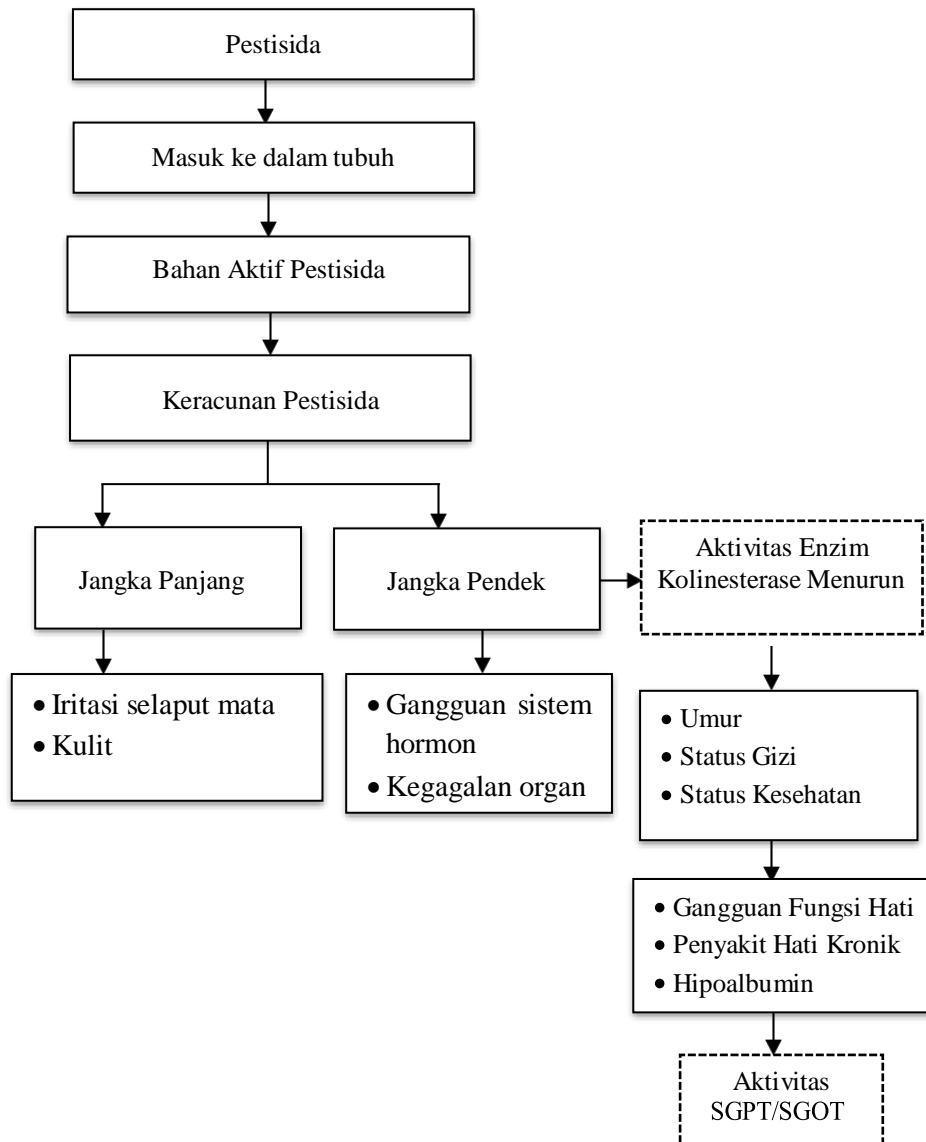 Pestisida
Masuk ke dalam tubuh
Bahan Aktif Pestisida
Keracunan Pestisida
Jangka Panjang
Jangka Pendek
Aktivitas Enzim
Kolinesterase Menurun
• Iritasi selaput mata
• Kulit
• Gangguan sistem
hormon
• Kegagalan organ
• Umur
• Status Gizi
• Status Kesehatan
• Gangguan Fungsi Hati
• Penyakit Hati Kronik
• Hipoalbumin
Aktivitas
SGPT/SGOT